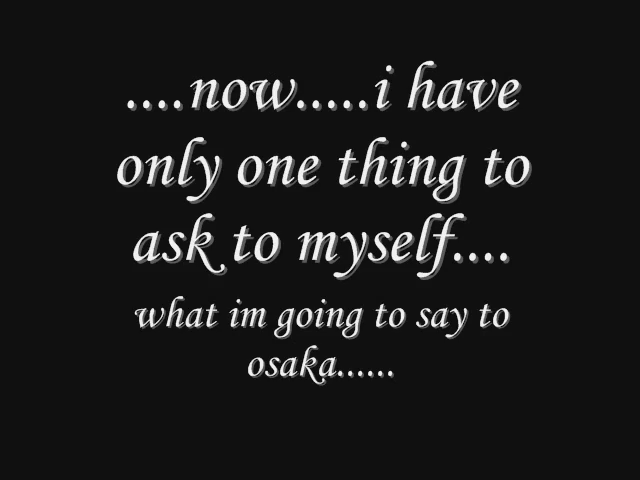 ....now.....i have
only one thing to
ask to myself....
what im going to say to
osaka......